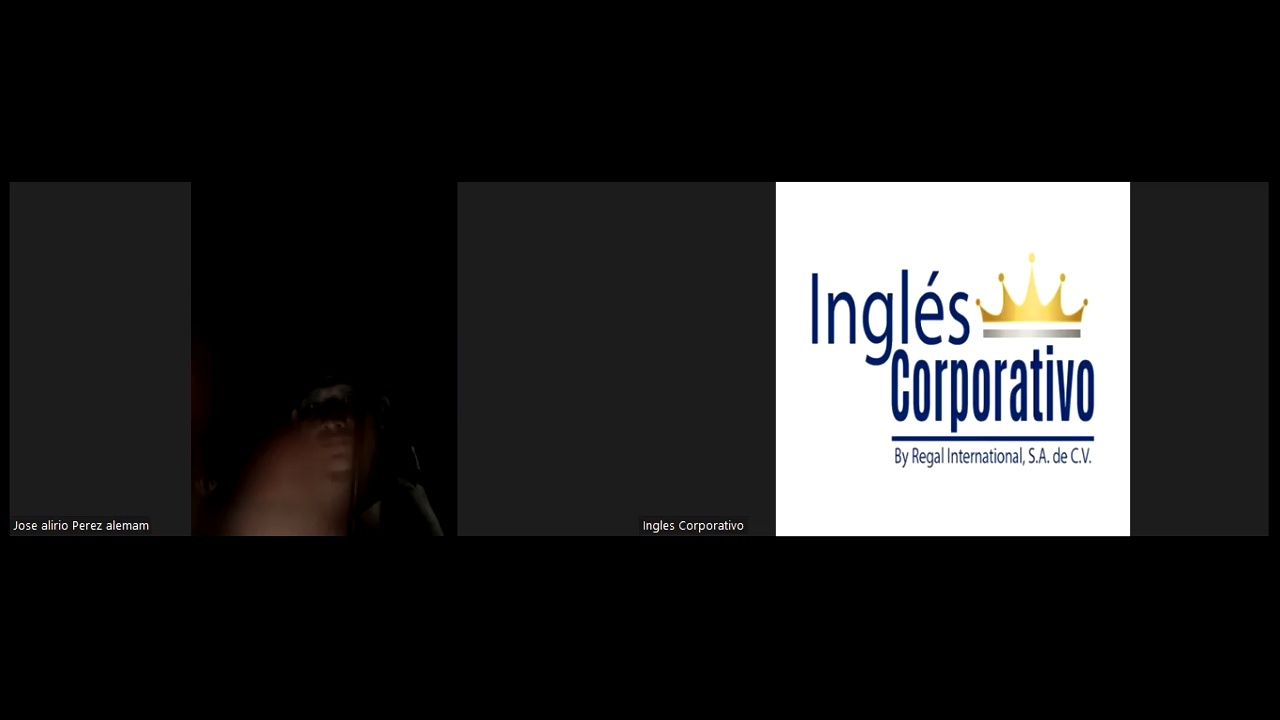 Inglés
Corporativo
By Regal International, S.A. de C.V.
Jose alirio Perez alemam
Ingles Corporativo